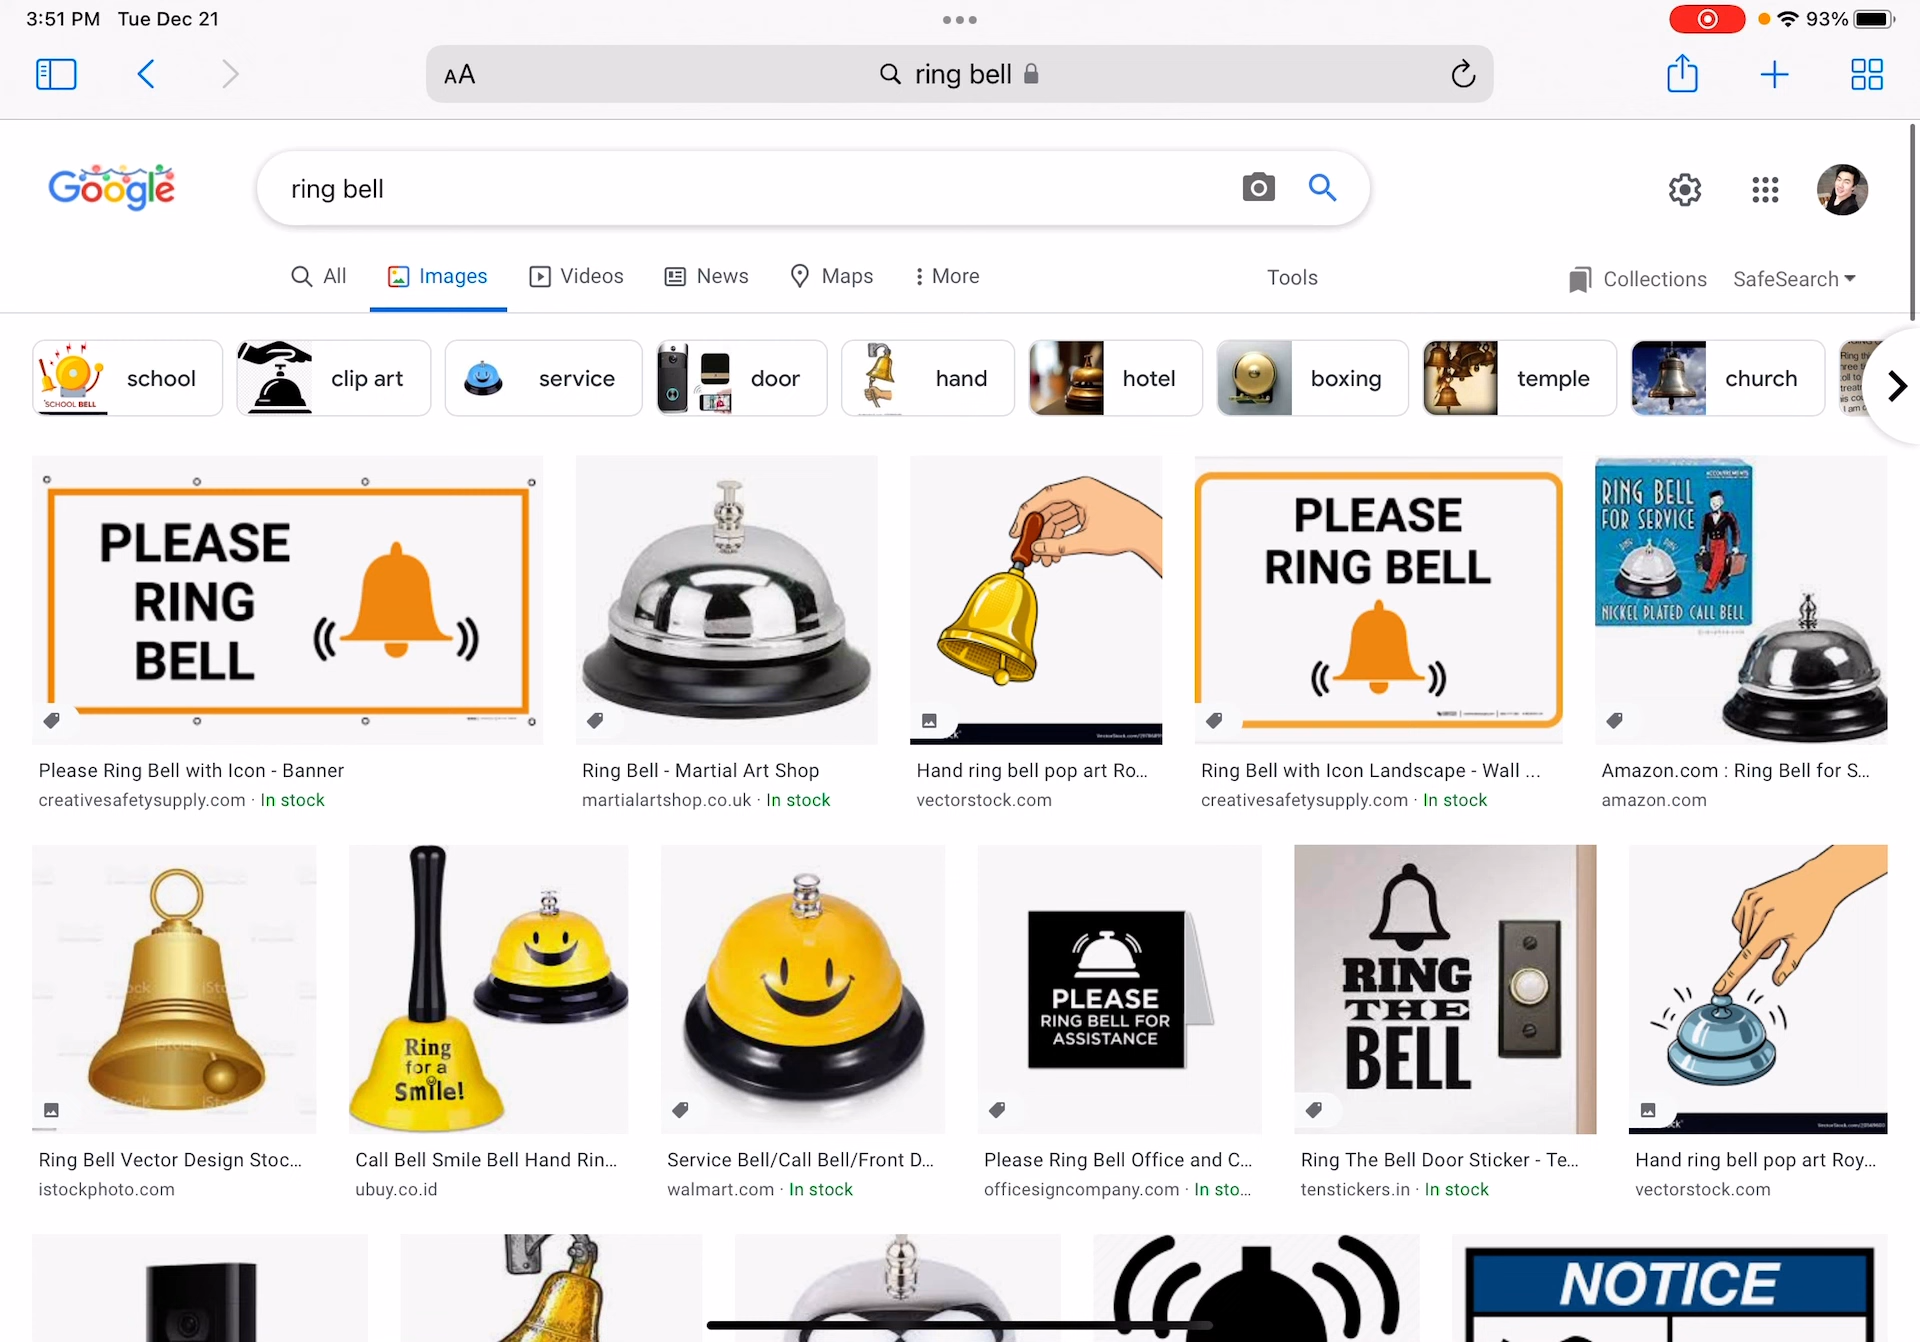 3:51 PM Tue Dec 21
93%
AA
ring bell
Google
ring bell
All
Images
Videos
News
Maps
More
Tools
Collections
SafeSearch
SCHOOL BELL
school
clip art
service
door
hand
hotel
boxing
temple
church
PLEASE
RING
BELL
Please Ring Bell with Icon - Banner
creativesafetysupply.com · In stock
Ring Bell - Martial Art Shop
martialartshop.co.uk · In stock
Hand ring bell pop art Ro...
vectorstock.com
PLEASE
RING BELL
Ring Bell with Icon Landscape - Wall ...
creativesafetysupply.com · In stock
ACCOUTREMENTS
RING BELL
FOR SERVICE
NICKEL PLATED CALL BELL
Amazon.com : Ring Bell for S...
amazon.com
iStock
Ring Bell Vector Design Stoc...
istockphoto.com
Ring
for a
Smile!
Call Bell Smile Bell Hand Rin...
ubuy.co.id
Service Bell/Call Bell/Front D...
walmart.com · In stock
PLEASE
RING BELL FOR
ASSISTANCE
Please Ring Bell Office and C...
officesigncompany.com · In sto...
RING
THE
BELL
Ring The Bell Door Sticker - Te...
tenstickers.in · In stock
Hand ring bell pop art Roy...
vectorstock.com
NOTICE